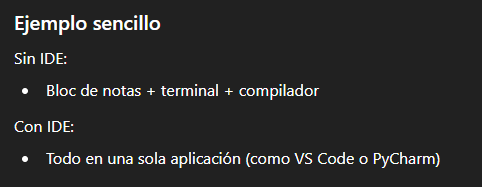 Ejemplo sencillo
Sin IDE:
• Bloc de notas + terminal + compilador
Con IDE:
• Todo en una sola aplicación (como VS Code o PyCharm)